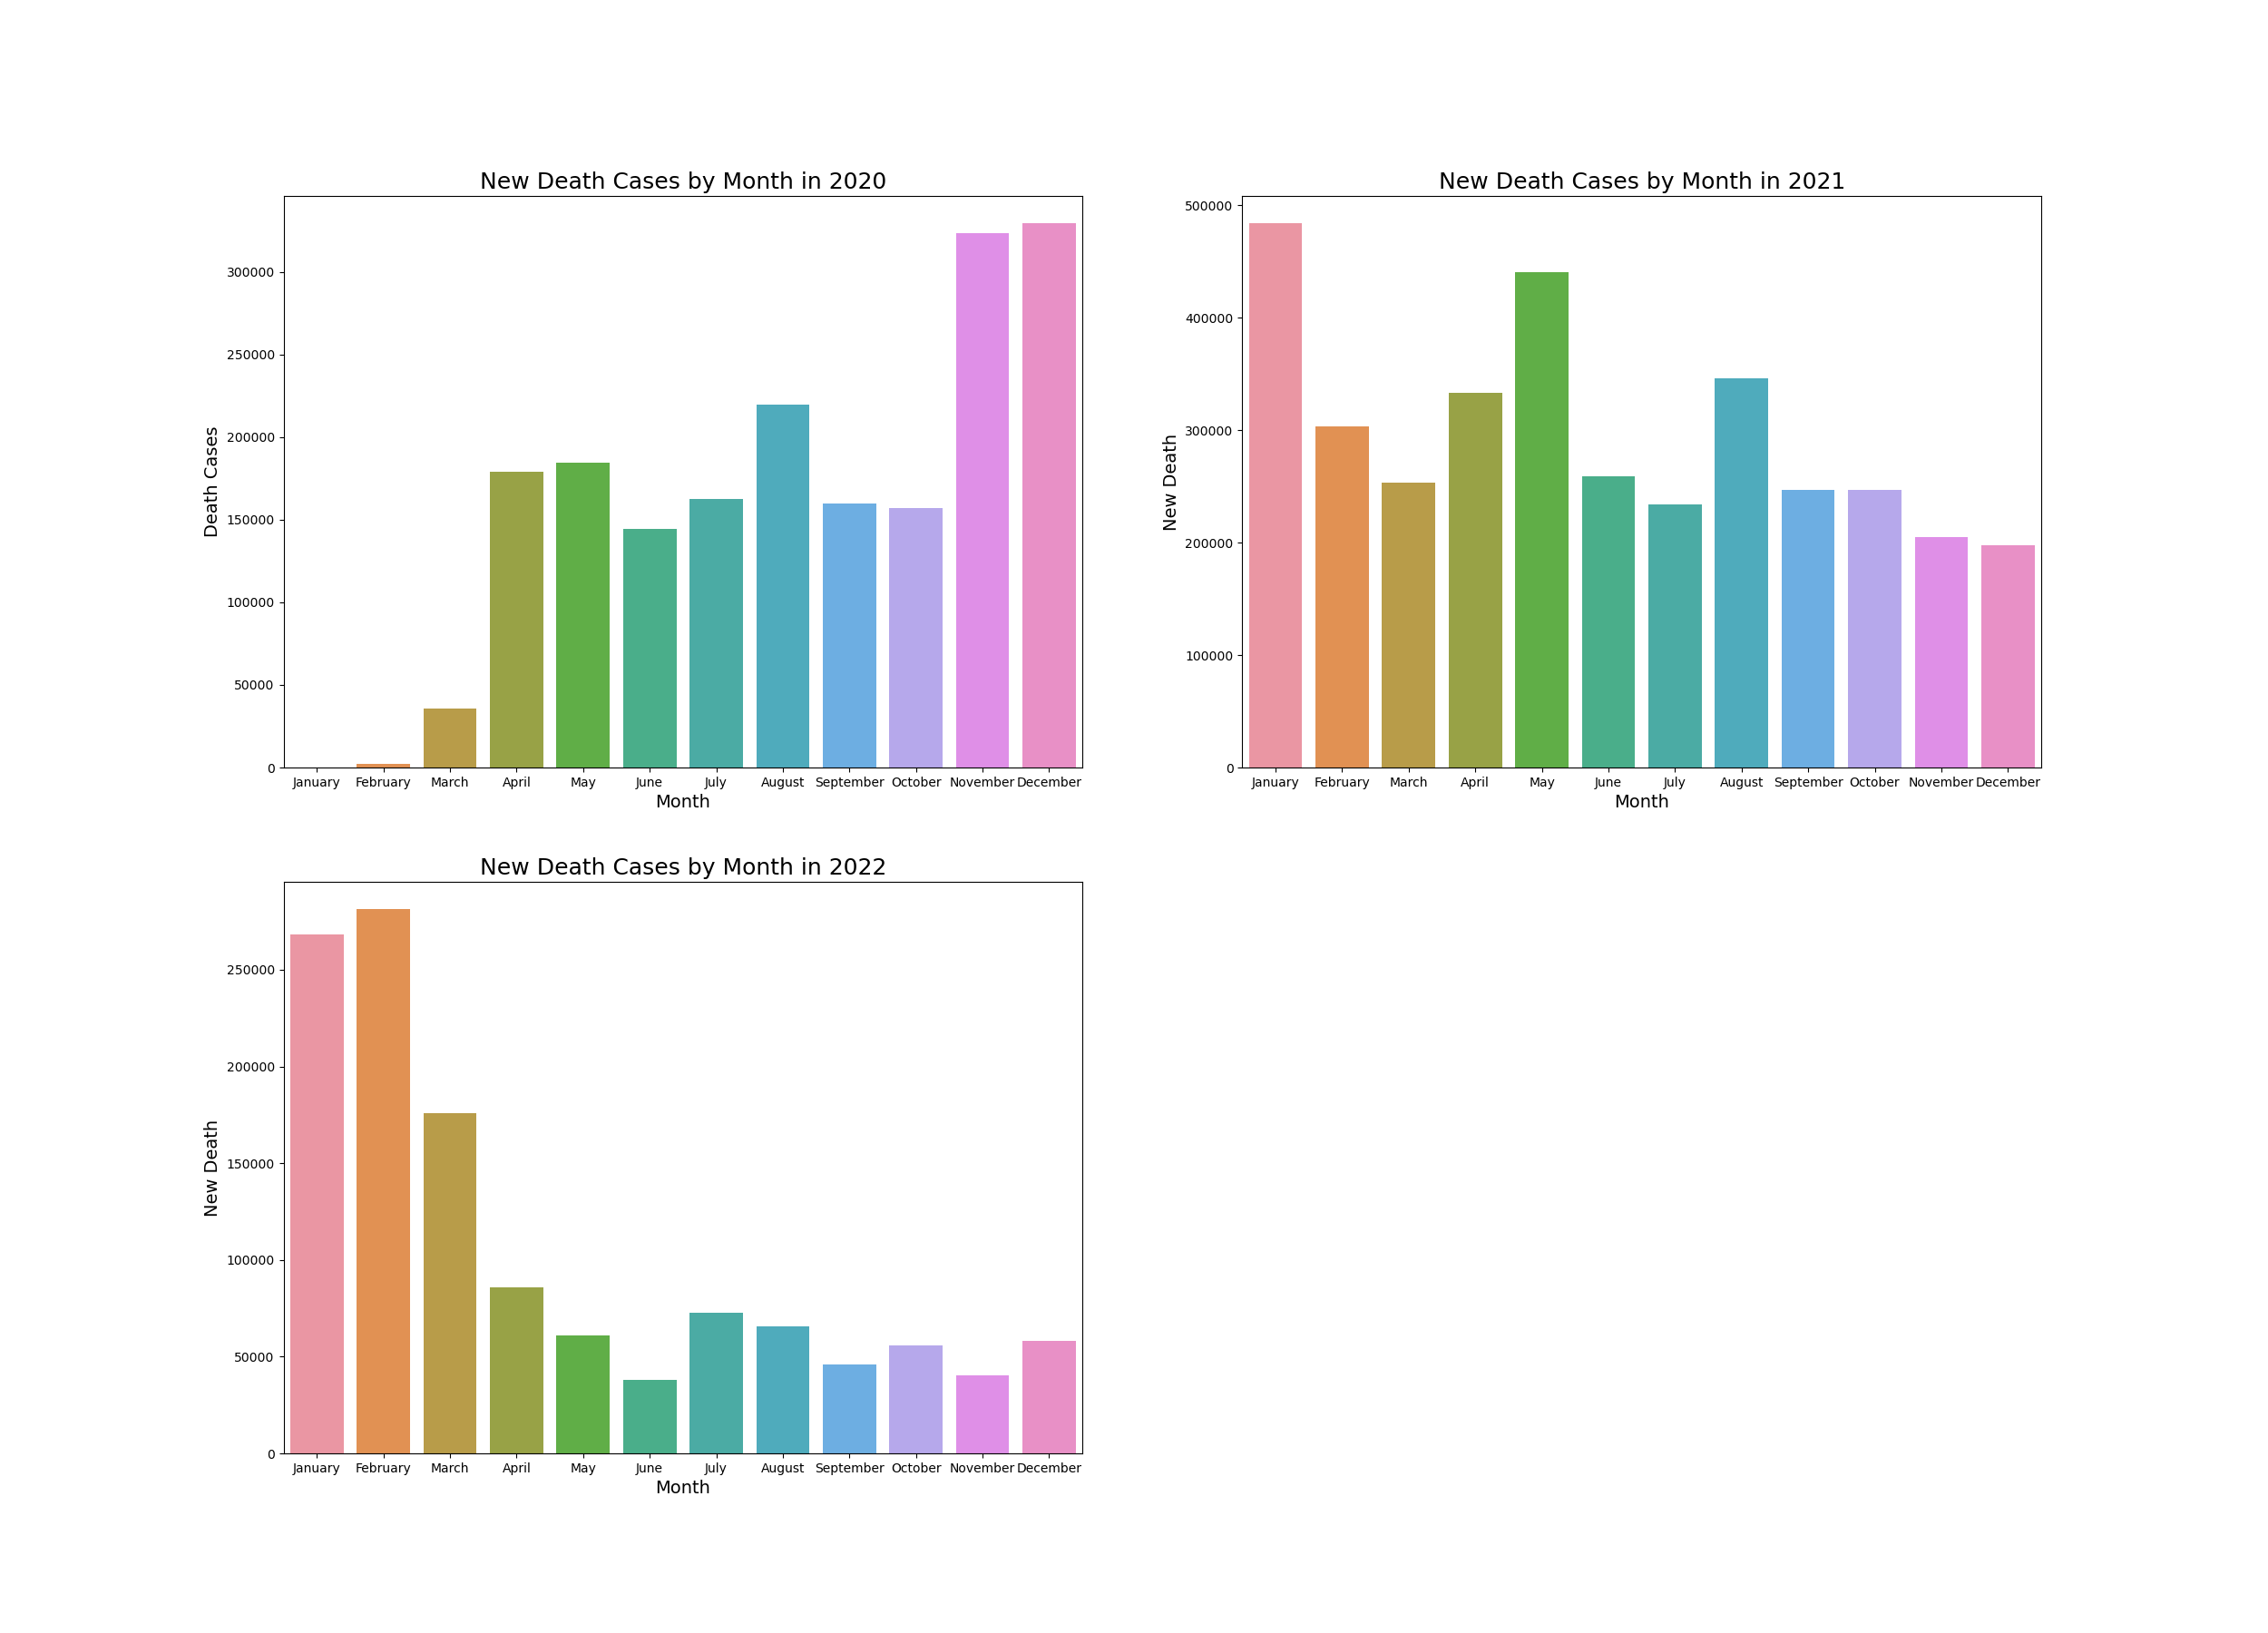 New Death Cases by Month in 2020
Death Cases
300000
250000
200000
150000
100000
50000
0
January February March April May June July August September October November December
Month
New Death Cases by Month in 2021
New Death
500000
400000
300000
200000
100000
0
January February March April May June July August September October November December
Month
New Death Cases by Month in 2022
New Death
250000
200000
150000
100000
50000
0
January February March April May June July August September October November December
Month